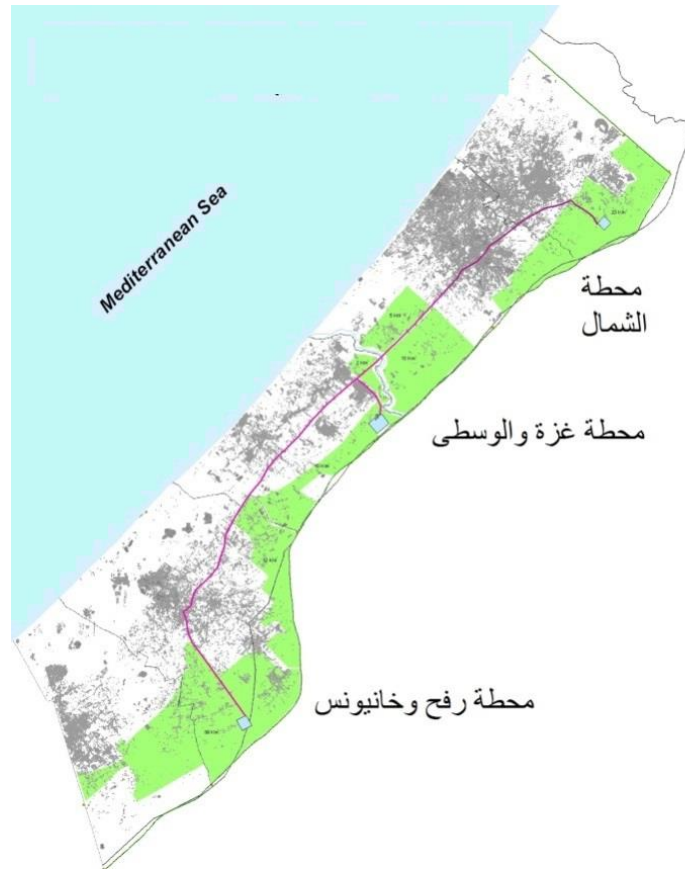 Mediterranean Sea
محطة
الشمال
محطة غزة والوسطى
محطة رفح وخانيونس